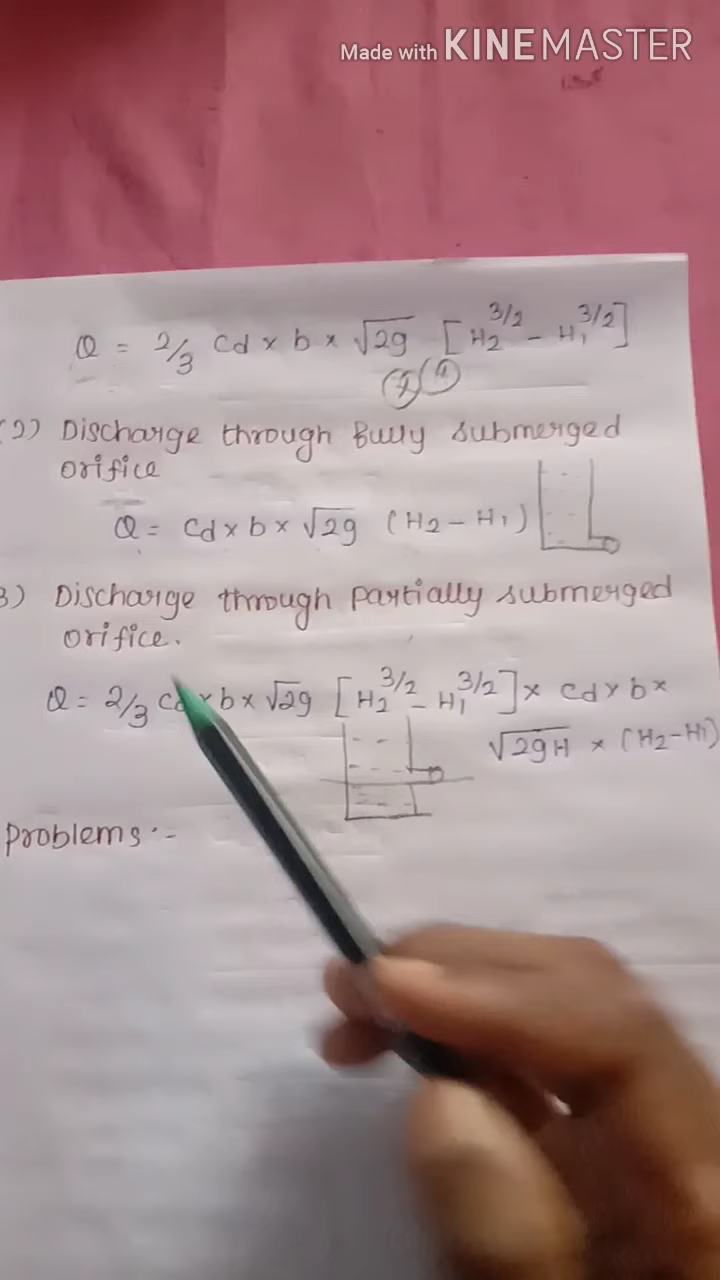 Made with KINEMASTER
Q = 2/3 Cd × b × √2g [H₂^3/2 − H₁^3/2]
(2) Discharge through fully submerged
orifice
Q = Cd × b × √2g (H₂ − H₁)
3) Discharge through partially submerged
orifice.
Q = 2/3 Cd × b × √2g [H₂^3/2 − H₁^3/2] × Cd × b ×
√2gH × (H₂ − H₁)
Problems :-